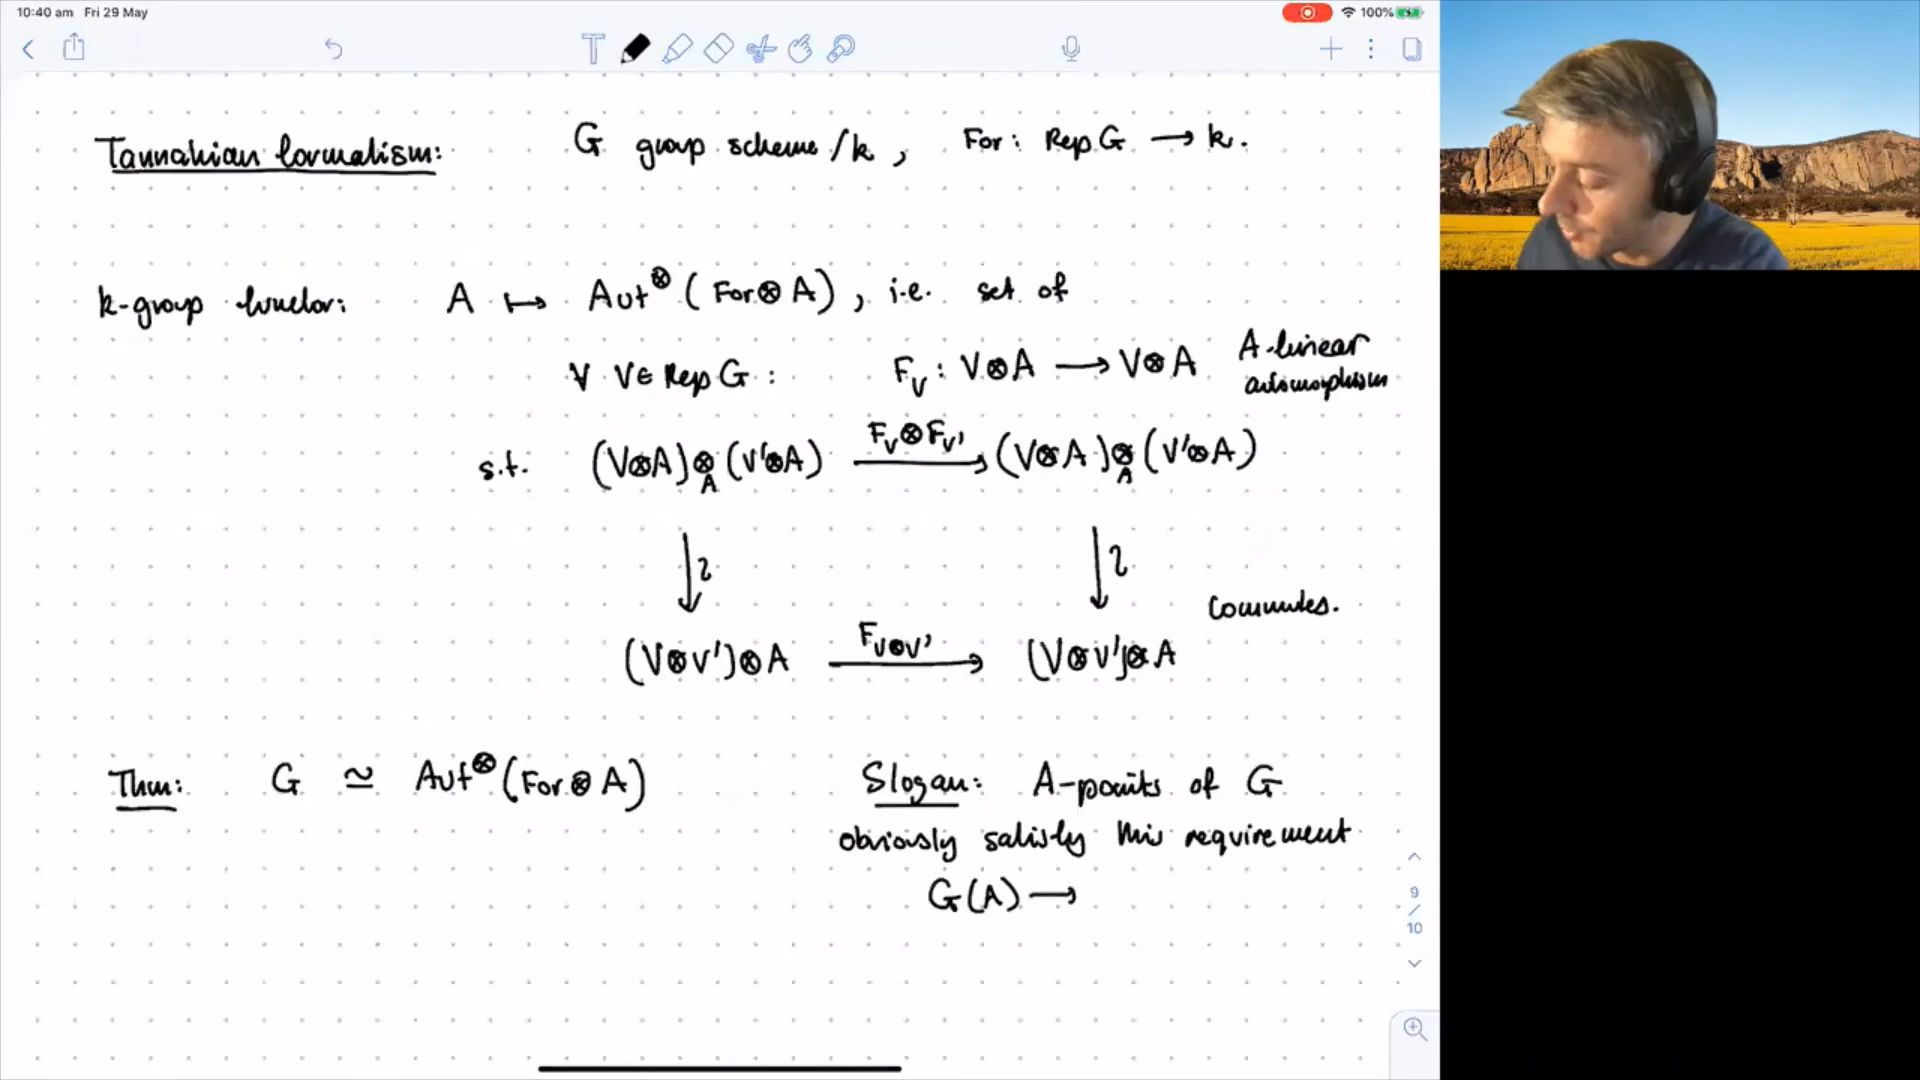 10:40 am Fri 29 May
100%
Tannakian formalism: G group scheme /k, For: Rep G → k.
k-group functor: A ↦ Aut^⊗ (For ⊗ A), i.e. set of
∀ V ∈ Rep G : F_V : V⊗A → V⊗A A-linear
automorphism
s.t. (V⊗A) ⊗_A (V'⊗A) F_V⊗F_V' → (V⊗A) ⊗_A (V'⊗A)
↓ ≀ ↓ ≀
commutes.
(V⊗V')⊗A F_V⊗V' → (V⊗V')⊗A
Thm: G ≃ Aut^⊗ (For ⊗ A) Slogan: A-points of G
obviously satisfy this requirement
G(A) →
9
/
10